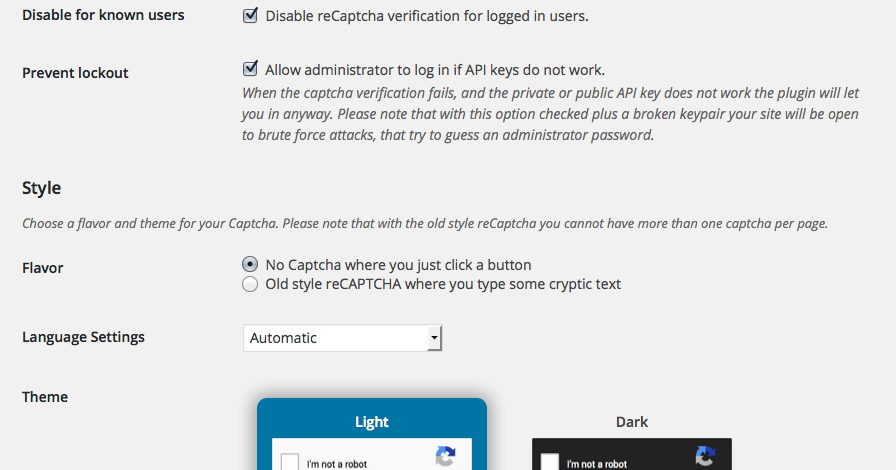 Disable for known users
Disable reCaptcha verification for logged in users.
Prevent lockout
Allow administrator to log in if API keys do not work.
When the captcha verification fails, and the private or public API key does not work the plugin will let
you in anyway. Please note that with this option checked plus a broken keypair your site will be open
to brute force attacks, that try to guess an administrator password.
Style
Choose a flavor and theme for your Captcha. Please note that with the old style reCaptcha you cannot have more than one captcha per page.
Flavor
No Captcha where you just click a button
Old style reCAPTCHA where you type some cryptic text
Language Settings
Automatic
Theme
Light
Dark
I'm not a robot
I'm not a robot